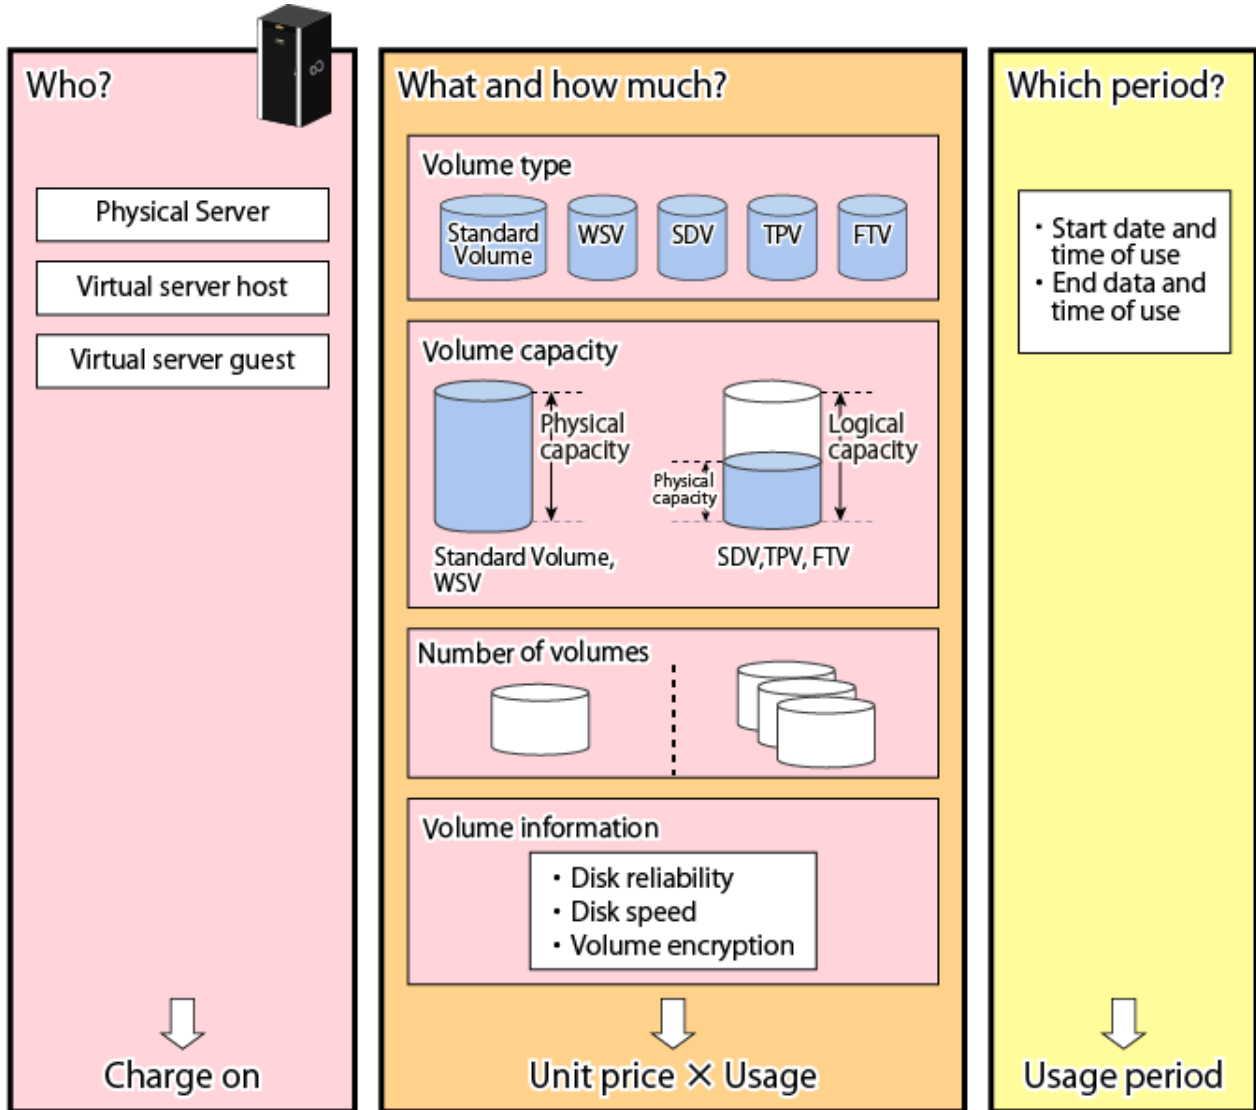 Who?
Physical Server
Virtual server host
Virtual server guest
Charge on
What and how much?
Volume type
Standard
Volume
WSV
SDV
TPV
FTV
Volume capacity
Physical
capacity
Standard Volume,
WSV
Logical
capacity
Physical
capacity
SDV,TPV, FTV
Number of volumes
Volume information
・ Disk reliability
・ Disk speed
・ Volume encryption
Unit price × Usage
Which period?
・ Start date and
time of use
・ End data and
time of use
Usage period